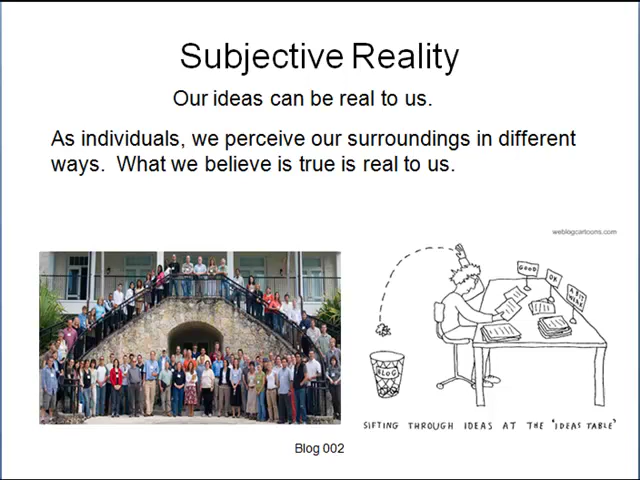 Subjective Reality
Our ideas can be real to us.
As individuals, we perceive our surroundings in different
ways.  What we believe is true is real to us.
weblogcartoons.com
GOOD
OK
A BIT WEAK
BLOG
SIFTING THROUGH IDEAS AT THE 'IDEAS TABLE'
Blog 002